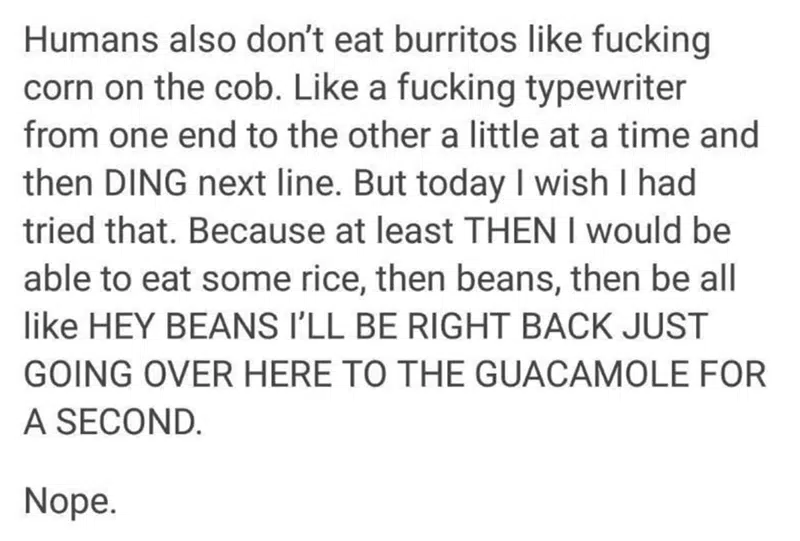 Humans also don’t eat burritos like fucking
corn on the cob. Like a fucking typewriter
from one end to the other a little at a time and
then DING next line. But today I wish I had
tried that. Because at least THEN I would be
able to eat some rice, then beans, then be all
like HEY BEANS I’LL BE RIGHT BACK JUST
GOING OVER HERE TO THE GUACAMOLE FOR
A SECOND.
Nope.